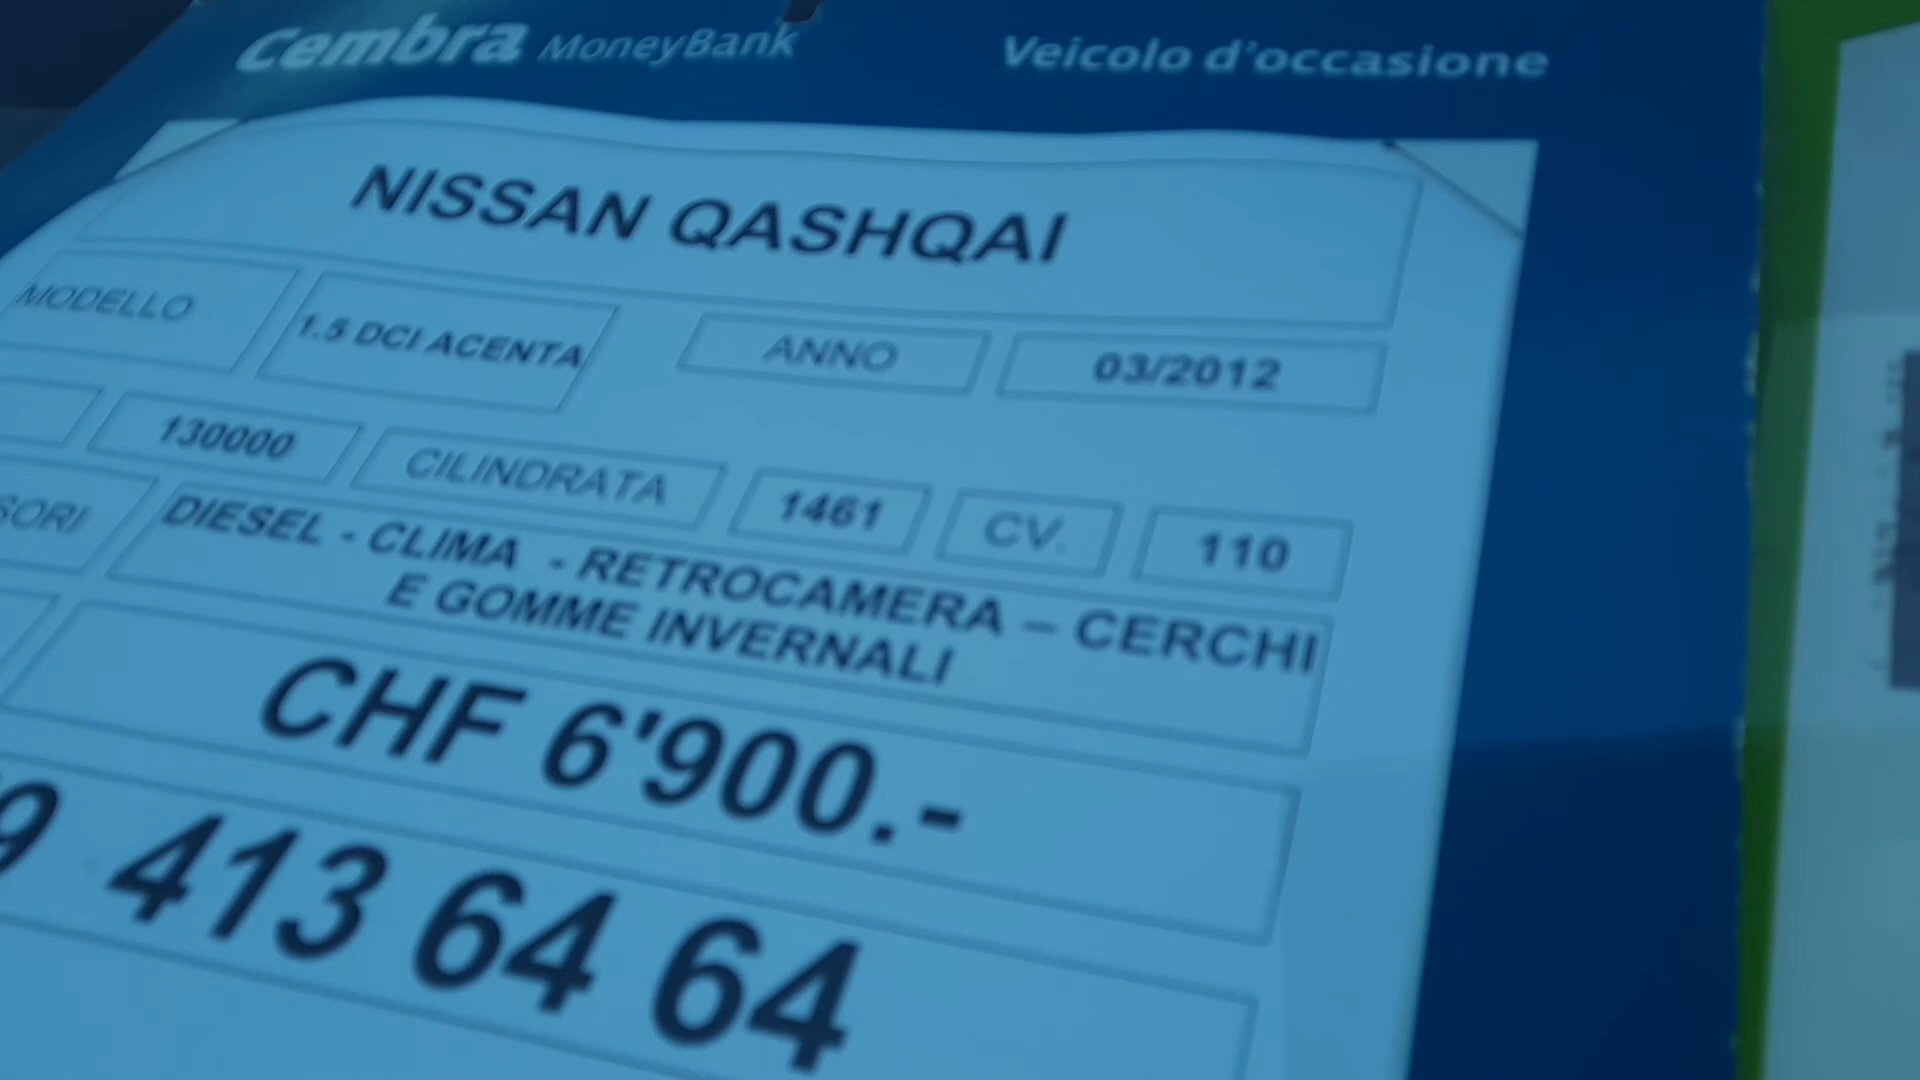 Cembra MoneyBank Veicolo d'occasione
NISSAN QASHQAI
MODELLO 1.5 DCI ACENTA ANNO 03/2012
130000 CILINDRATA 1461 CV. 110
SORI DIESEL - CLIMA - RETROCAMERA – CERCHI
E GOMME INVERNALI
CHF 6'900.-
9 413 64 64